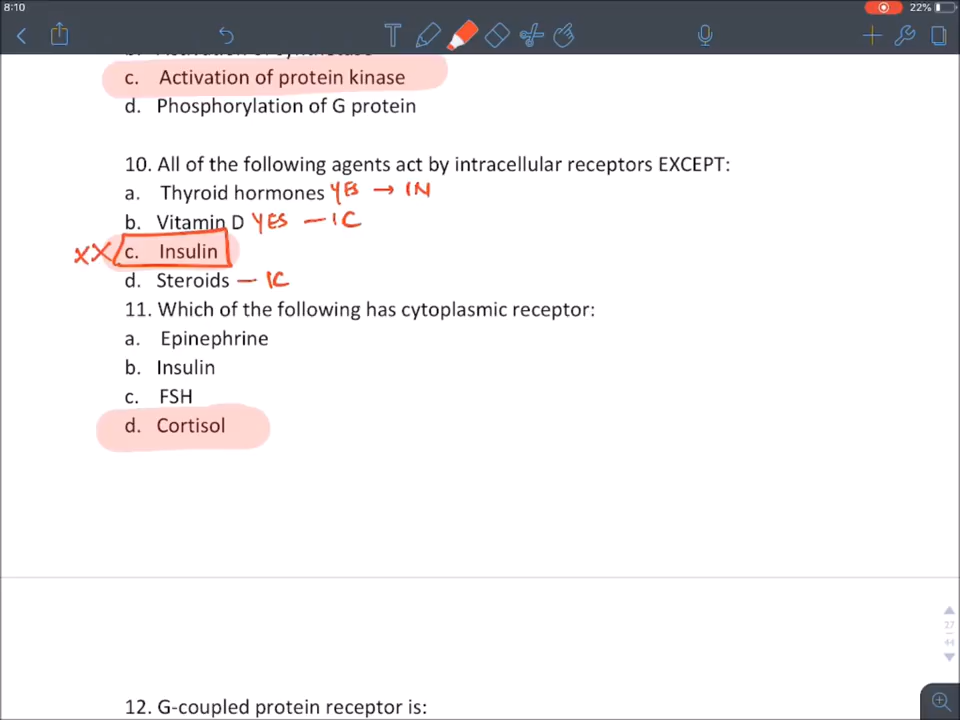 8:10
22%
T
c. Activation of protein kinase
d. Phosphorylation of G protein
10. All of the following agents act by intracellular receptors EXCEPT:
a. Thyroid hormones YES → IN
b. Vitamin D YES — IC
XX c. Insulin
d. Steroids — IC
11. Which of the following has cytoplasmic receptor:
a. Epinephrine
b. Insulin
c. FSH
d. Cortisol
27
44
12. G-coupled protein receptor is: